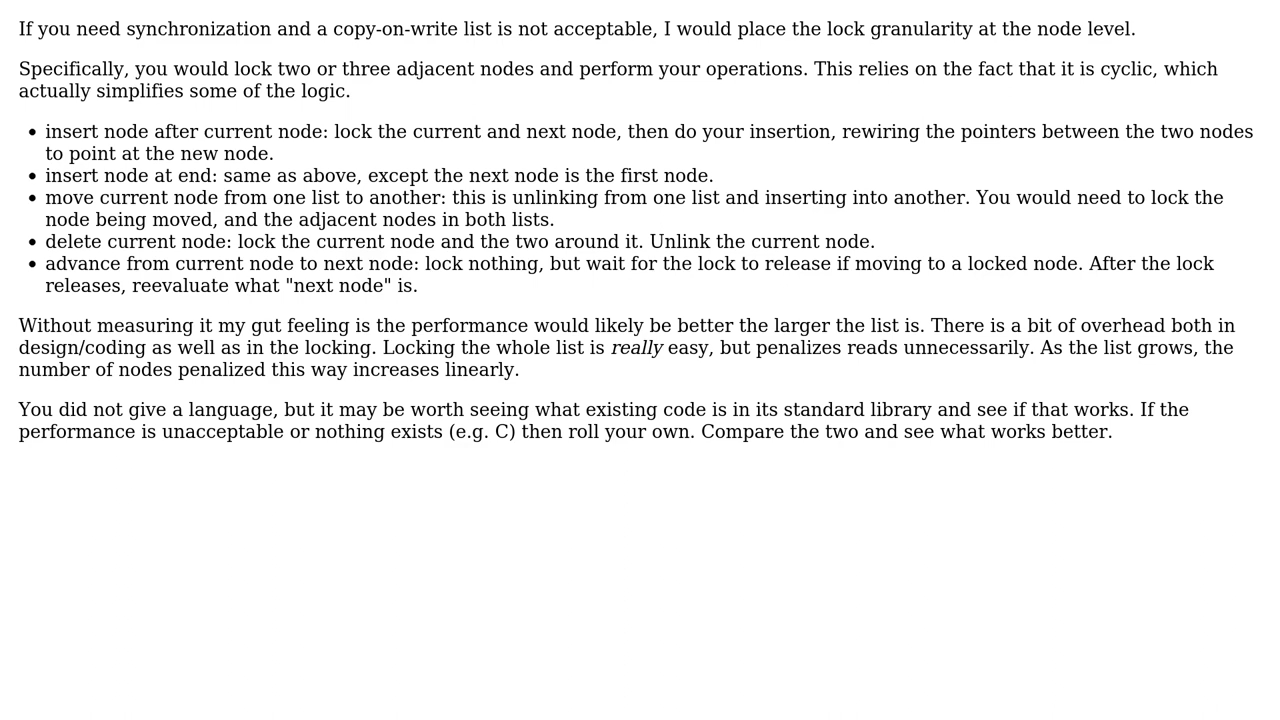 If you need synchronization and a copy-on-write list is not acceptable, I would place the lock granularity at the node level.
Specifically, you would lock two or three adjacent nodes and perform your operations. This relies on the fact that it is cyclic, which
actually simplifies some of the logic.
• insert node after current node: lock the current and next node, then do your insertion, rewiring the pointers between the two nodes
to point at the new node.
• insert node at end: same as above, except the next node is the first node.
• move current node from one list to another: this is unlinking from one list and inserting into another. You would need to lock the
node being moved, and the adjacent nodes in both lists.
• delete current node: lock the current node and the two around it. Unlink the current node.
• advance from current node to next node: lock nothing, but wait for the lock to release if moving to a locked node. After the lock
releases, reevaluate what "next node" is.
Without measuring it my gut feeling is the performance would likely be better the larger the list is. There is a bit of overhead both in
design/coding as well as in the locking. Locking the whole list is really easy, but penalizes reads unnecessarily. As the list grows, the
number of nodes penalized this way increases linearly.
You did not give a language, but it may be worth seeing what existing code is in its standard library and see if that works. If the
performance is unacceptable or nothing exists (e.g. C) then roll your own. Compare the two and see what works better.